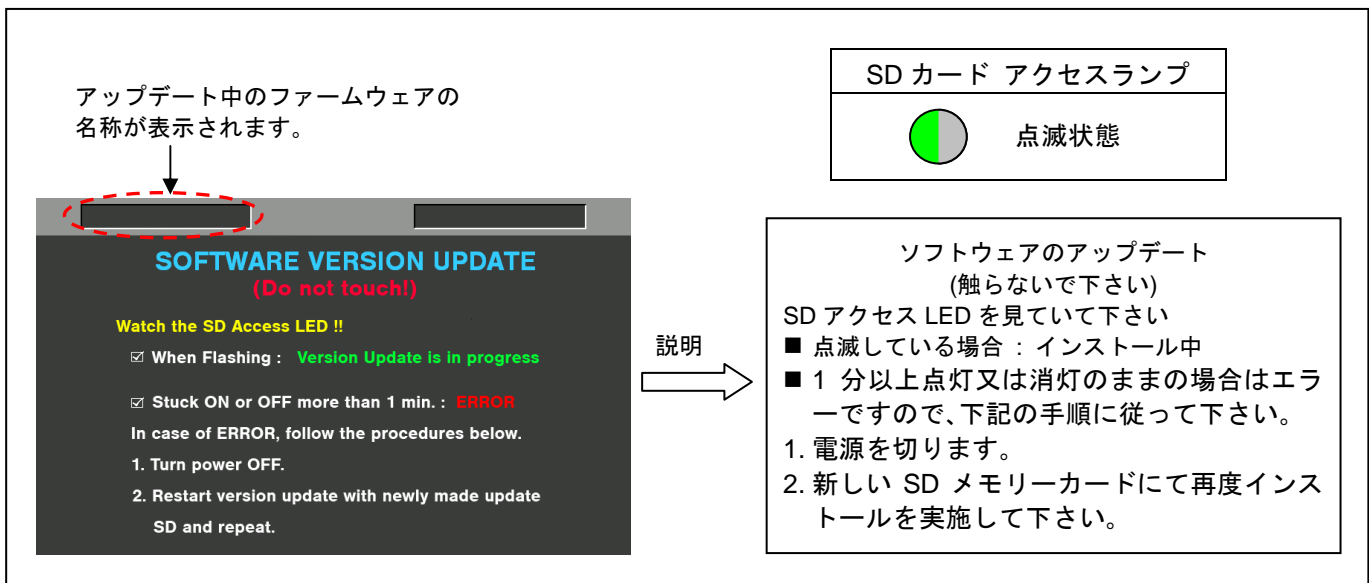 アップデート中のファームウェアの
名称が表示されます。
SD カード アクセスランプ
点滅状態
SOFTWARE VERSION UPDATE
(Do not touch!)
Watch the SD Access LED !!
☑ When Flashing : Version Update is in progress
☑ Stuck ON or OFF more than 1 min. : ERROR
In case of ERROR, follow the procedures below.
1. Turn power OFF.
2. Restart version update with newly made update
SD and repeat.
説明
ソフトウェアのアップデート
(触らないで下さい)
SD アクセス LED を見ていて下さい
■ 点滅している場合 : インストール中
■ 1 分以上点灯又は消灯のままの場合はエラ
ーですので、下記の手順に従って下さい。
1. 電源を切ります。
2. 新しい SD メモリーカードにて再度インス
トールを実施して下さい。